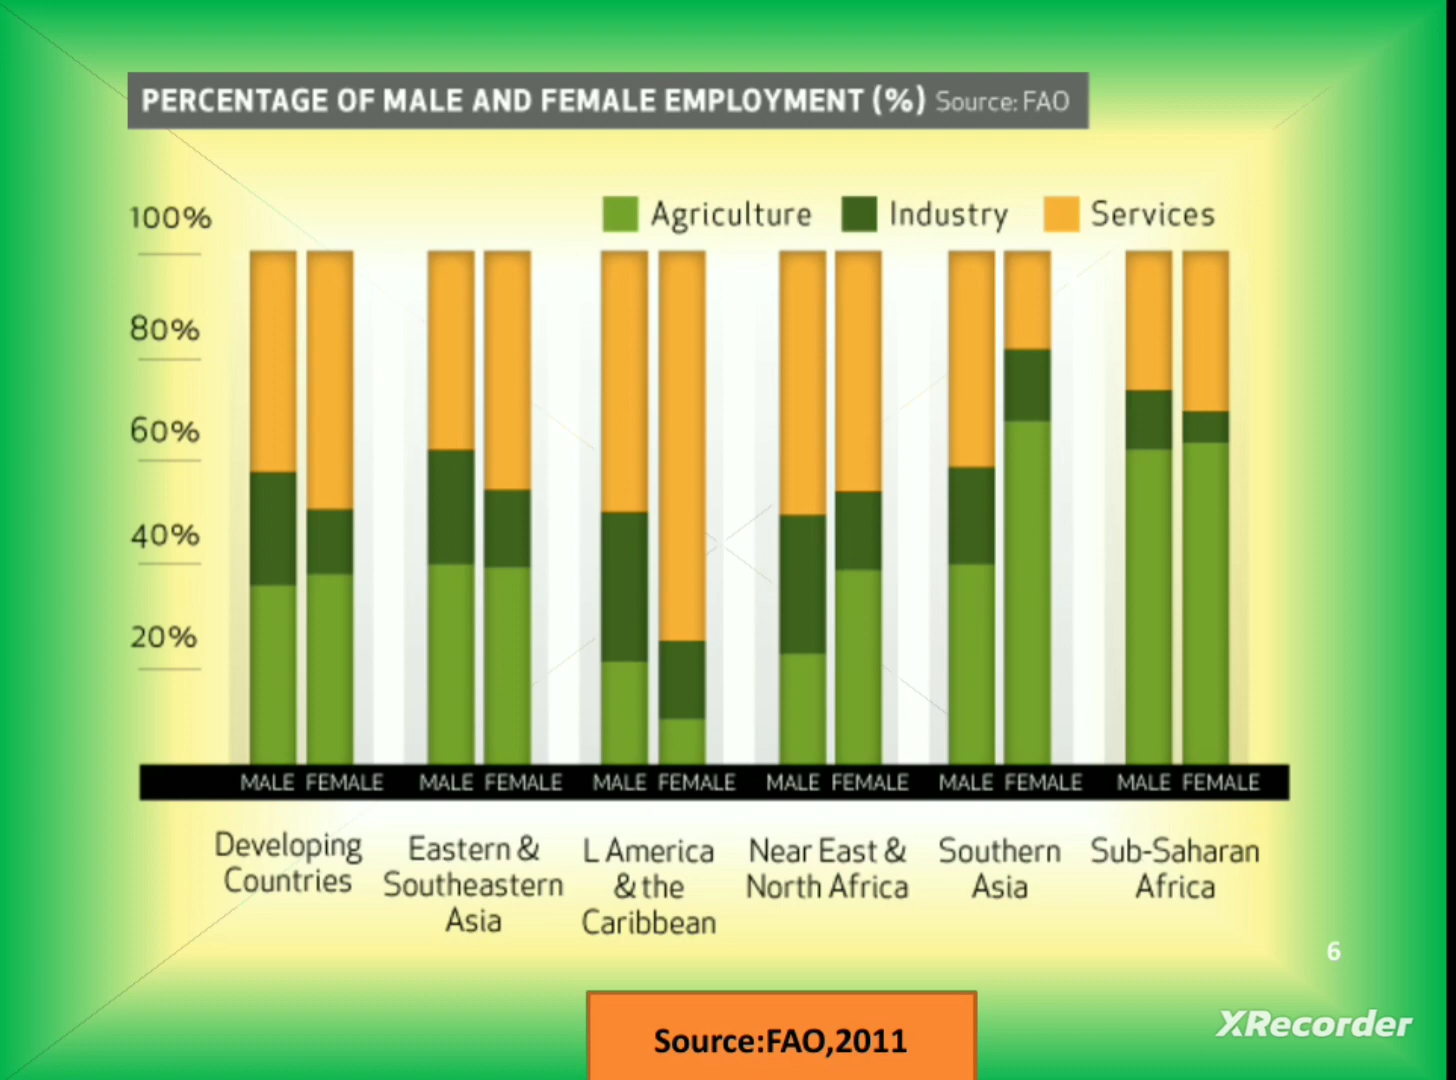 PERCENTAGE OF MALE AND FEMALE EMPLOYMENT (%) Source: FAO
Agriculture Industry Services
100%
80%
60%
40%
20%
MALE FEMALE MALE FEMALE MALE FEMALE MALE FEMALE MALE FEMALE MALE FEMALE
Developing
Countries
Eastern &
Southeastern
Asia
L America
& the
Caribbean
Near East &
North Africa
Southern
Asia
Sub-Saharan
Africa
6
Source:FAO,2011
XRecorder